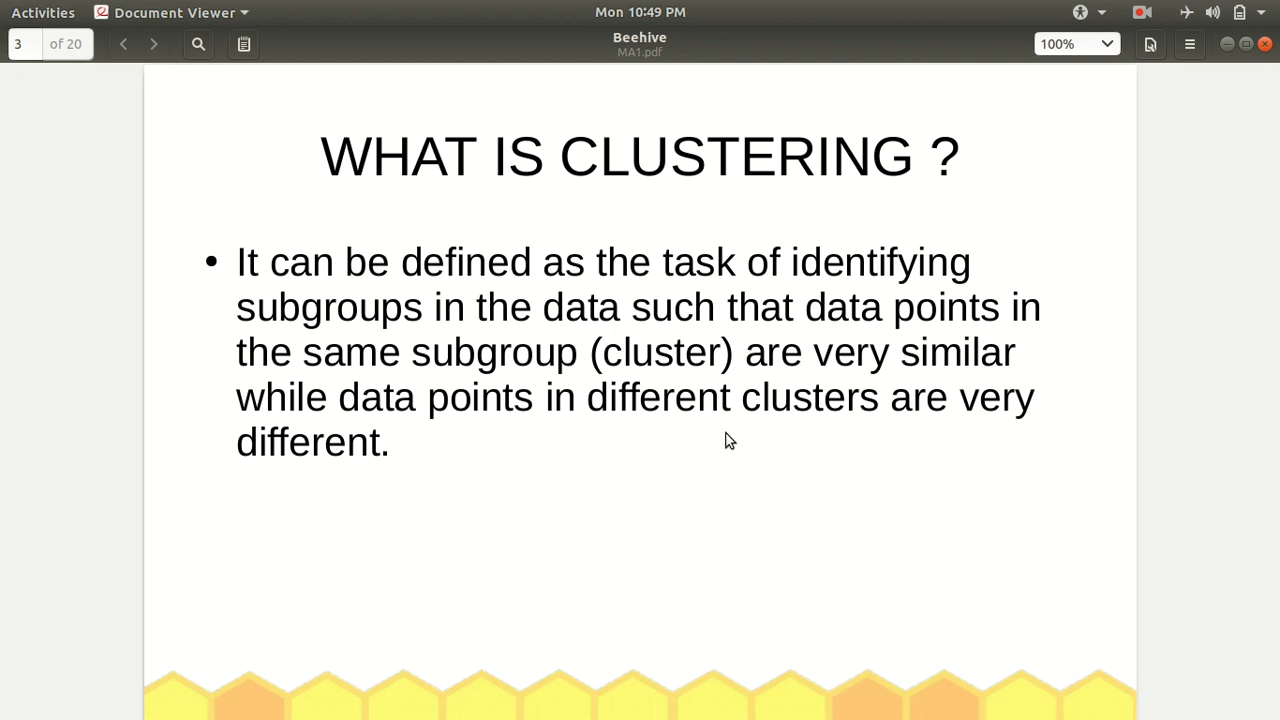 Activities Document Viewer Mon 10:49 PM
3 of 20 Beehive 100%
MA1.pdf
WHAT IS CLUSTERING ?
• It can be defined as the task of identifying
subgroups in the data such that data points in
the same subgroup (cluster) are very similar
while data points in different clusters are very
different.